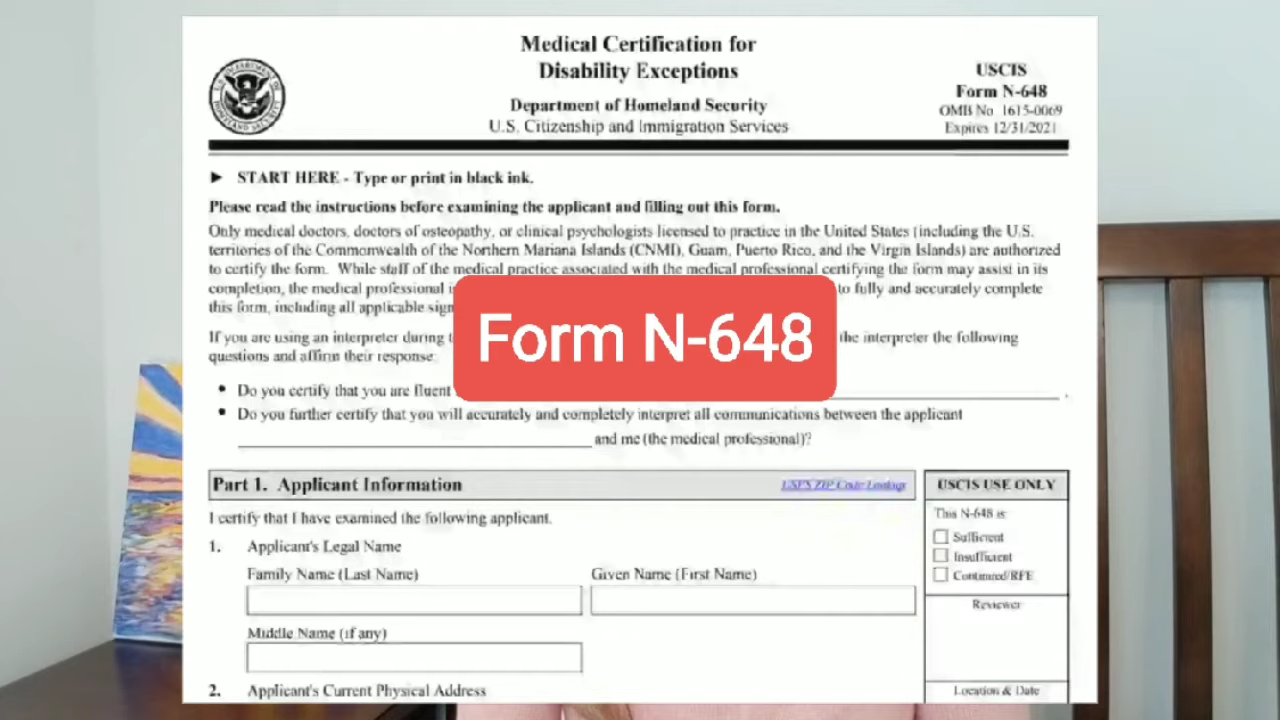 Medical Certification for
Disability Exceptions
Department of Homeland Security
U.S. Citizenship and Immigration Services
USCIS
Form N-648
OMB No 1615-0069
Expires 12/31/2021
► START HERE - Type or print in black ink.
Please read the instructions before examining the applicant and filling out this form.
Only medical doctors, doctors of osteopathy, or clinical psychologists licensed to practice in the United States (including the U.S.
territories of the Commonwealth of the Northern Mariana Islands (CNMI), Guam, Puerto Rico, and the Virgin Islands) are authorized
to certify the form. While staff of the medical practice associated with the medical professional certifying the form may assist in its
completion, the medical professional to fully and accurately complete
this form, including all applicable
Form N-648
If you are using an interpreter during the interpreter the following
questions and affirm their response:
• Do you certify that you are fluent .
• Do you further certify that you will accurately and completely interpret all communications between the applicant
and me (the medical professional)?
Part 1. Applicant Information
USPS ZIP Code Lookup
USCIS USE ONLY
I certify that I have examined the following applicant.
This N-648 is:
Sufficient
Insufficient
Continued/RFE
Reviewer
Location & Date
1. Applicant's Legal Name
Family Name (Last Name)
Given Name (First Name)
Middle Name (if any)
2. Applicant's Current Physical Address